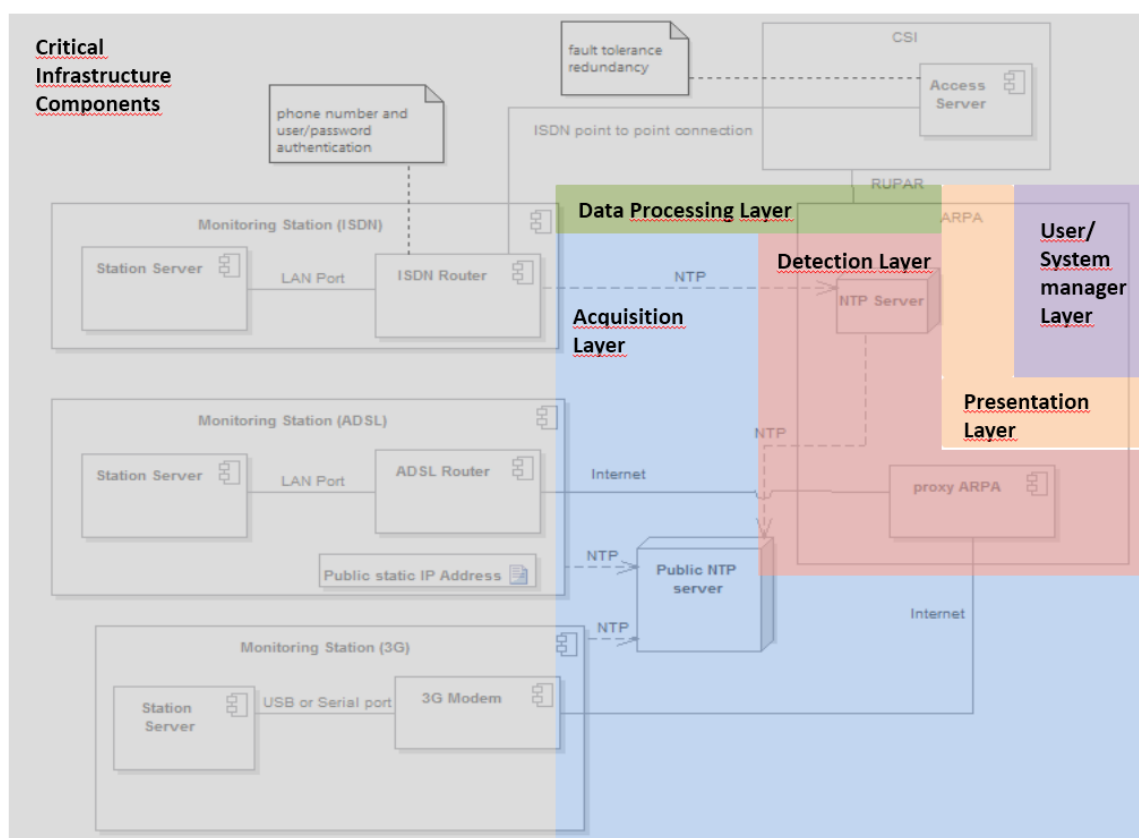 Critical
Infrastructure
Components
fault tolerance
redundancy
CSI
Access
Server
phone number and
user/password
authentication
ISDN point to point connection
RUPAR
Data Processing Layer
ARPA
User/
System
manager
Layer
Monitoring Station (ISDN)
Station Server
LAN Port
ISDN Router
NTP
Detection Layer
NTP Server
Acquisition
Layer
Presentation
Layer
Monitoring Station (ADSL)
NTP
Station Server
LAN Port
ADSL Router
Internet
proxy ARPA
Public static IP Address
NTP
Public NTP
server
Internet
NTP
Monitoring Station (3G)
Station
Server
USB or Serial port
3G Modem